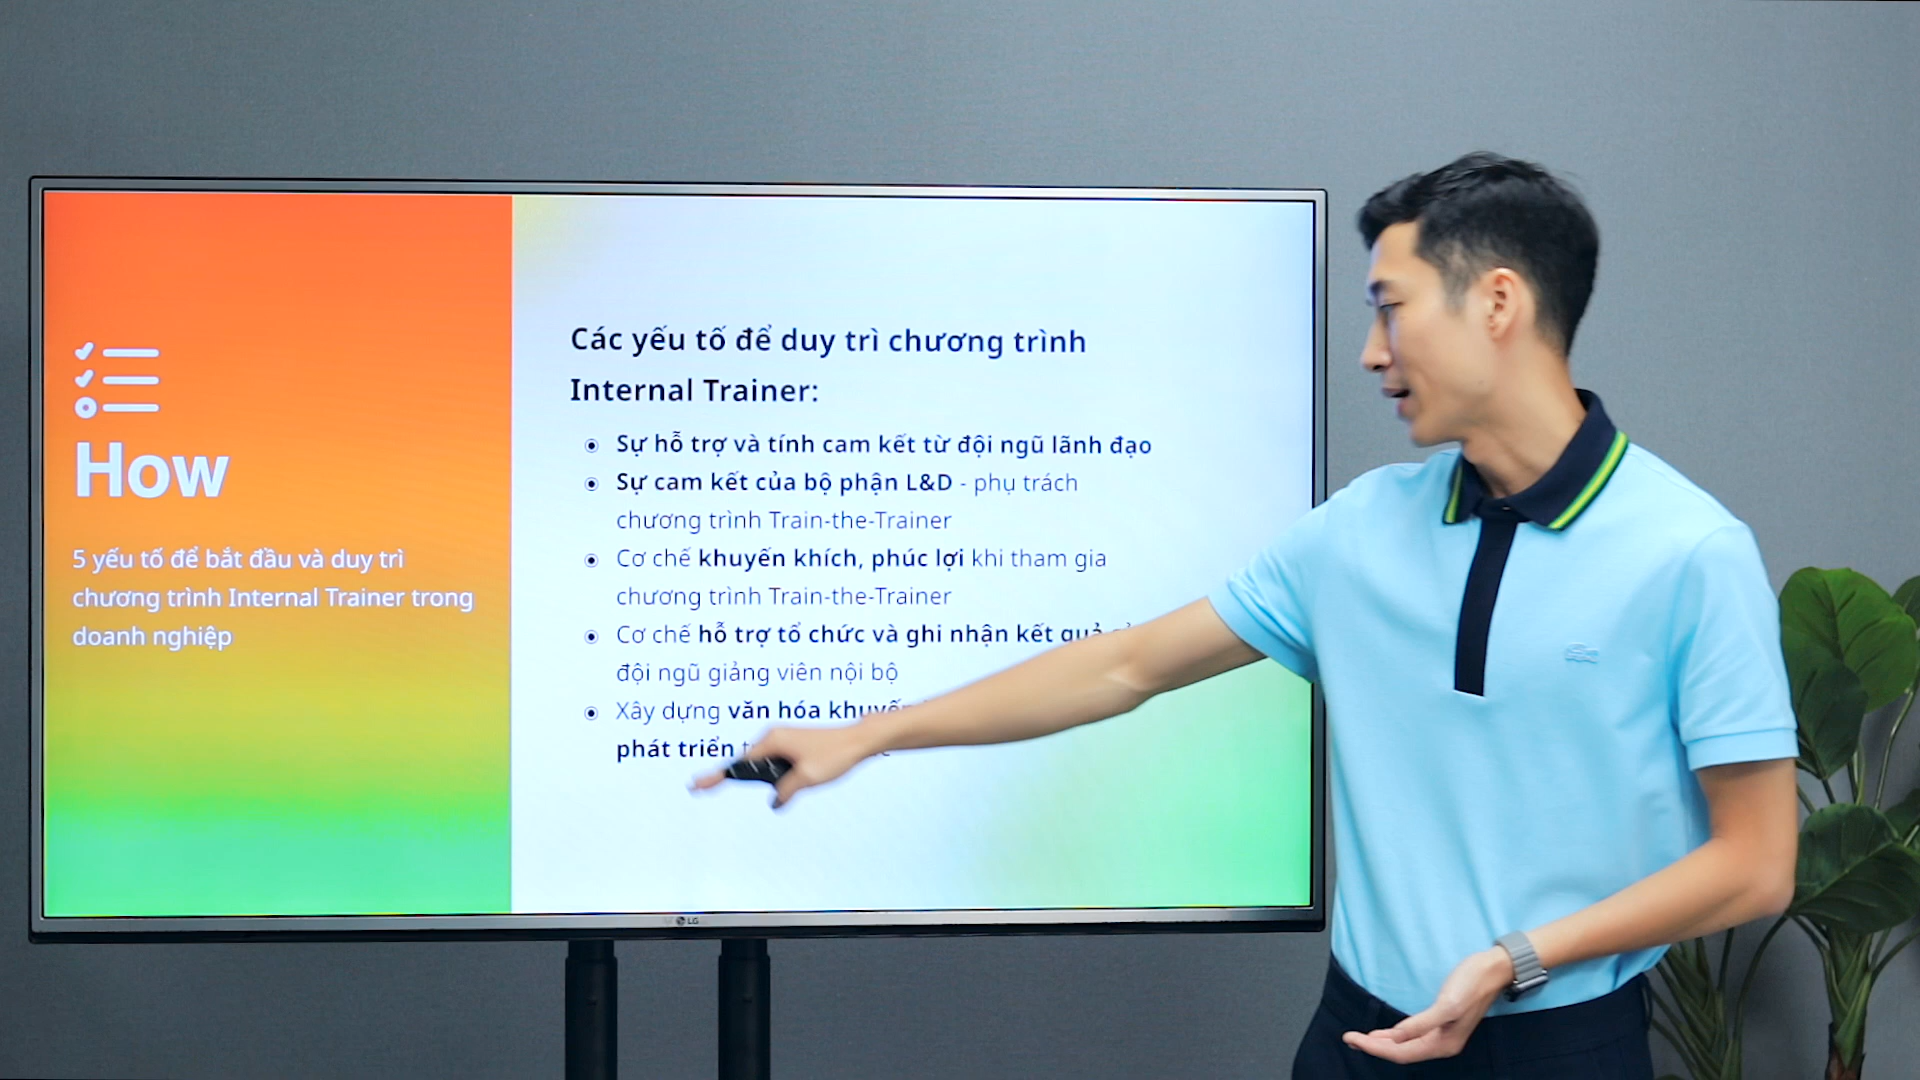 How
5 yếu tố để bắt đầu và duy trì
chương trình Internal Trainer trong
doanh nghiệp
Các yếu tố để duy trì chương trình
Internal Trainer:
Sự hỗ trợ và tính cam kết từ đội ngũ lãnh đạo
Sự cam kết của bộ phận L&D - phụ trách
chương trình Train-the-Trainer
Cơ chế khuyến khích, phúc lợi khi tham gia
chương trình Train-the-Trainer
Cơ chế hỗ trợ tổ chức và ghi nhận kết quả
đội ngũ giảng viên nội bộ
Xây dựng văn hóa
phát triển
LG